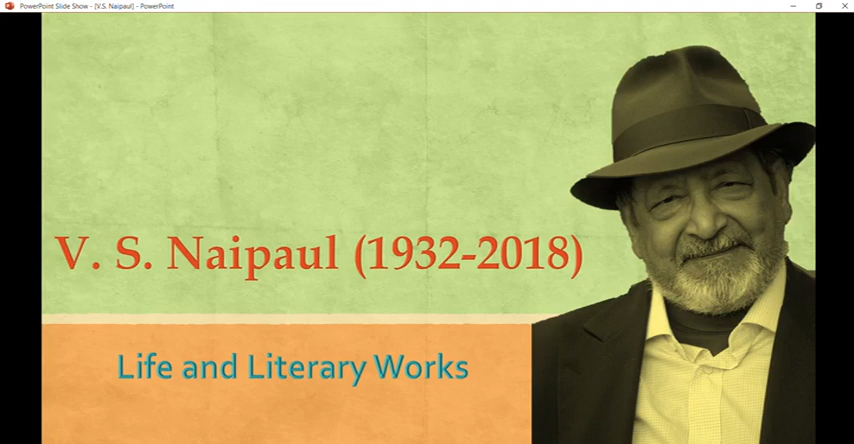 PowerPoint Slide Show - [V.S. Naipaul] - PowerPoint
V. S. Naipaul (1932-2018)
Life and Literary Works